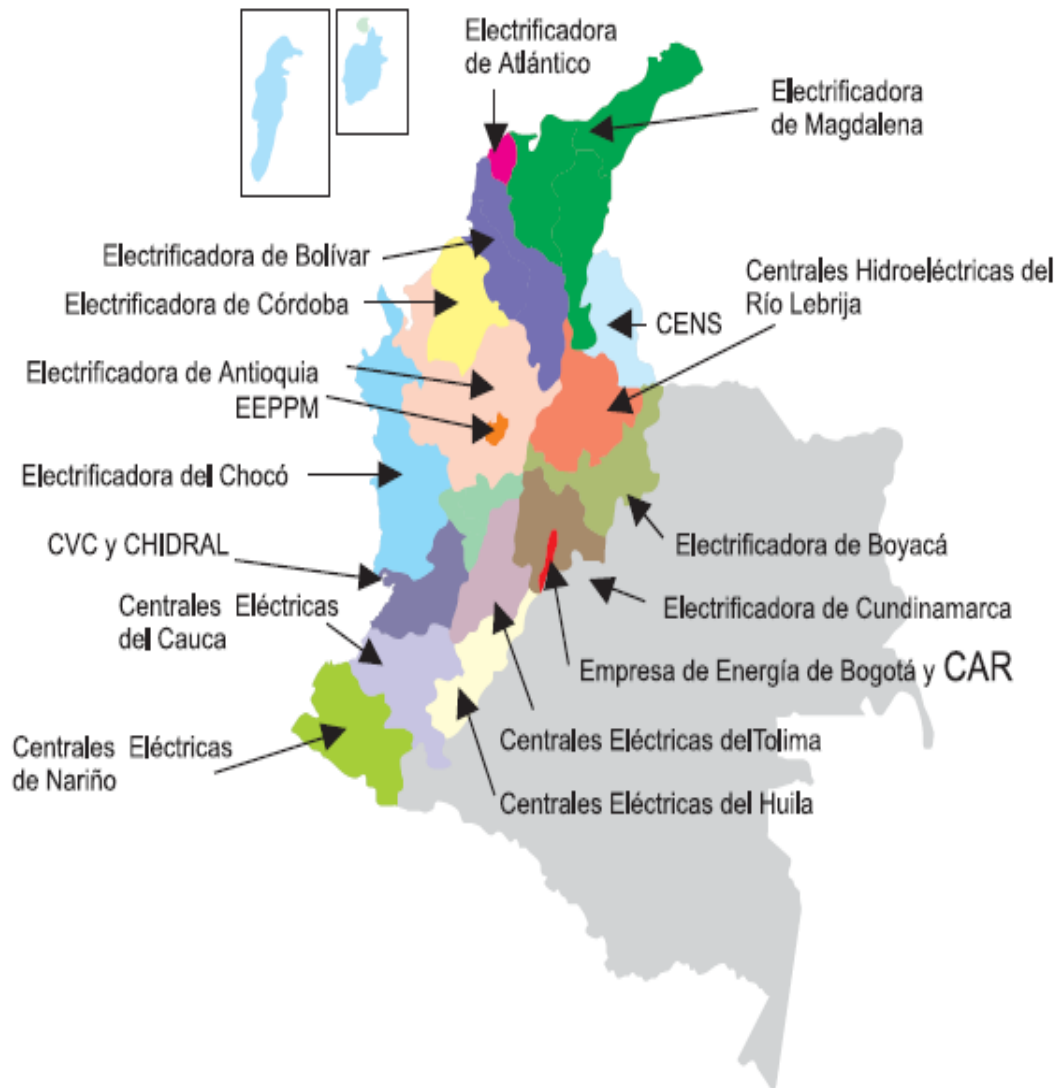 Electrificadora
de Atlántico
Electrificadora
de Magdalena
Electrificadora de Bolívar
Centrales Hidroeléctricas del
Río Lebrija
Electrificadora de Córdoba
CENS
Electrificadora de Antioquia
EEPPM
Electrificadora del Chocó
CVC y CHIDRAL
Electrificadora de Boyacá
Centrales Eléctricas
del Cauca
Electrificadora de Cundinamarca
Empresa de Energía de Bogotá y CAR
Centrales Eléctricas
de Nariño
Centrales Eléctricas delTolima
Centrales Eléctricas del Huila